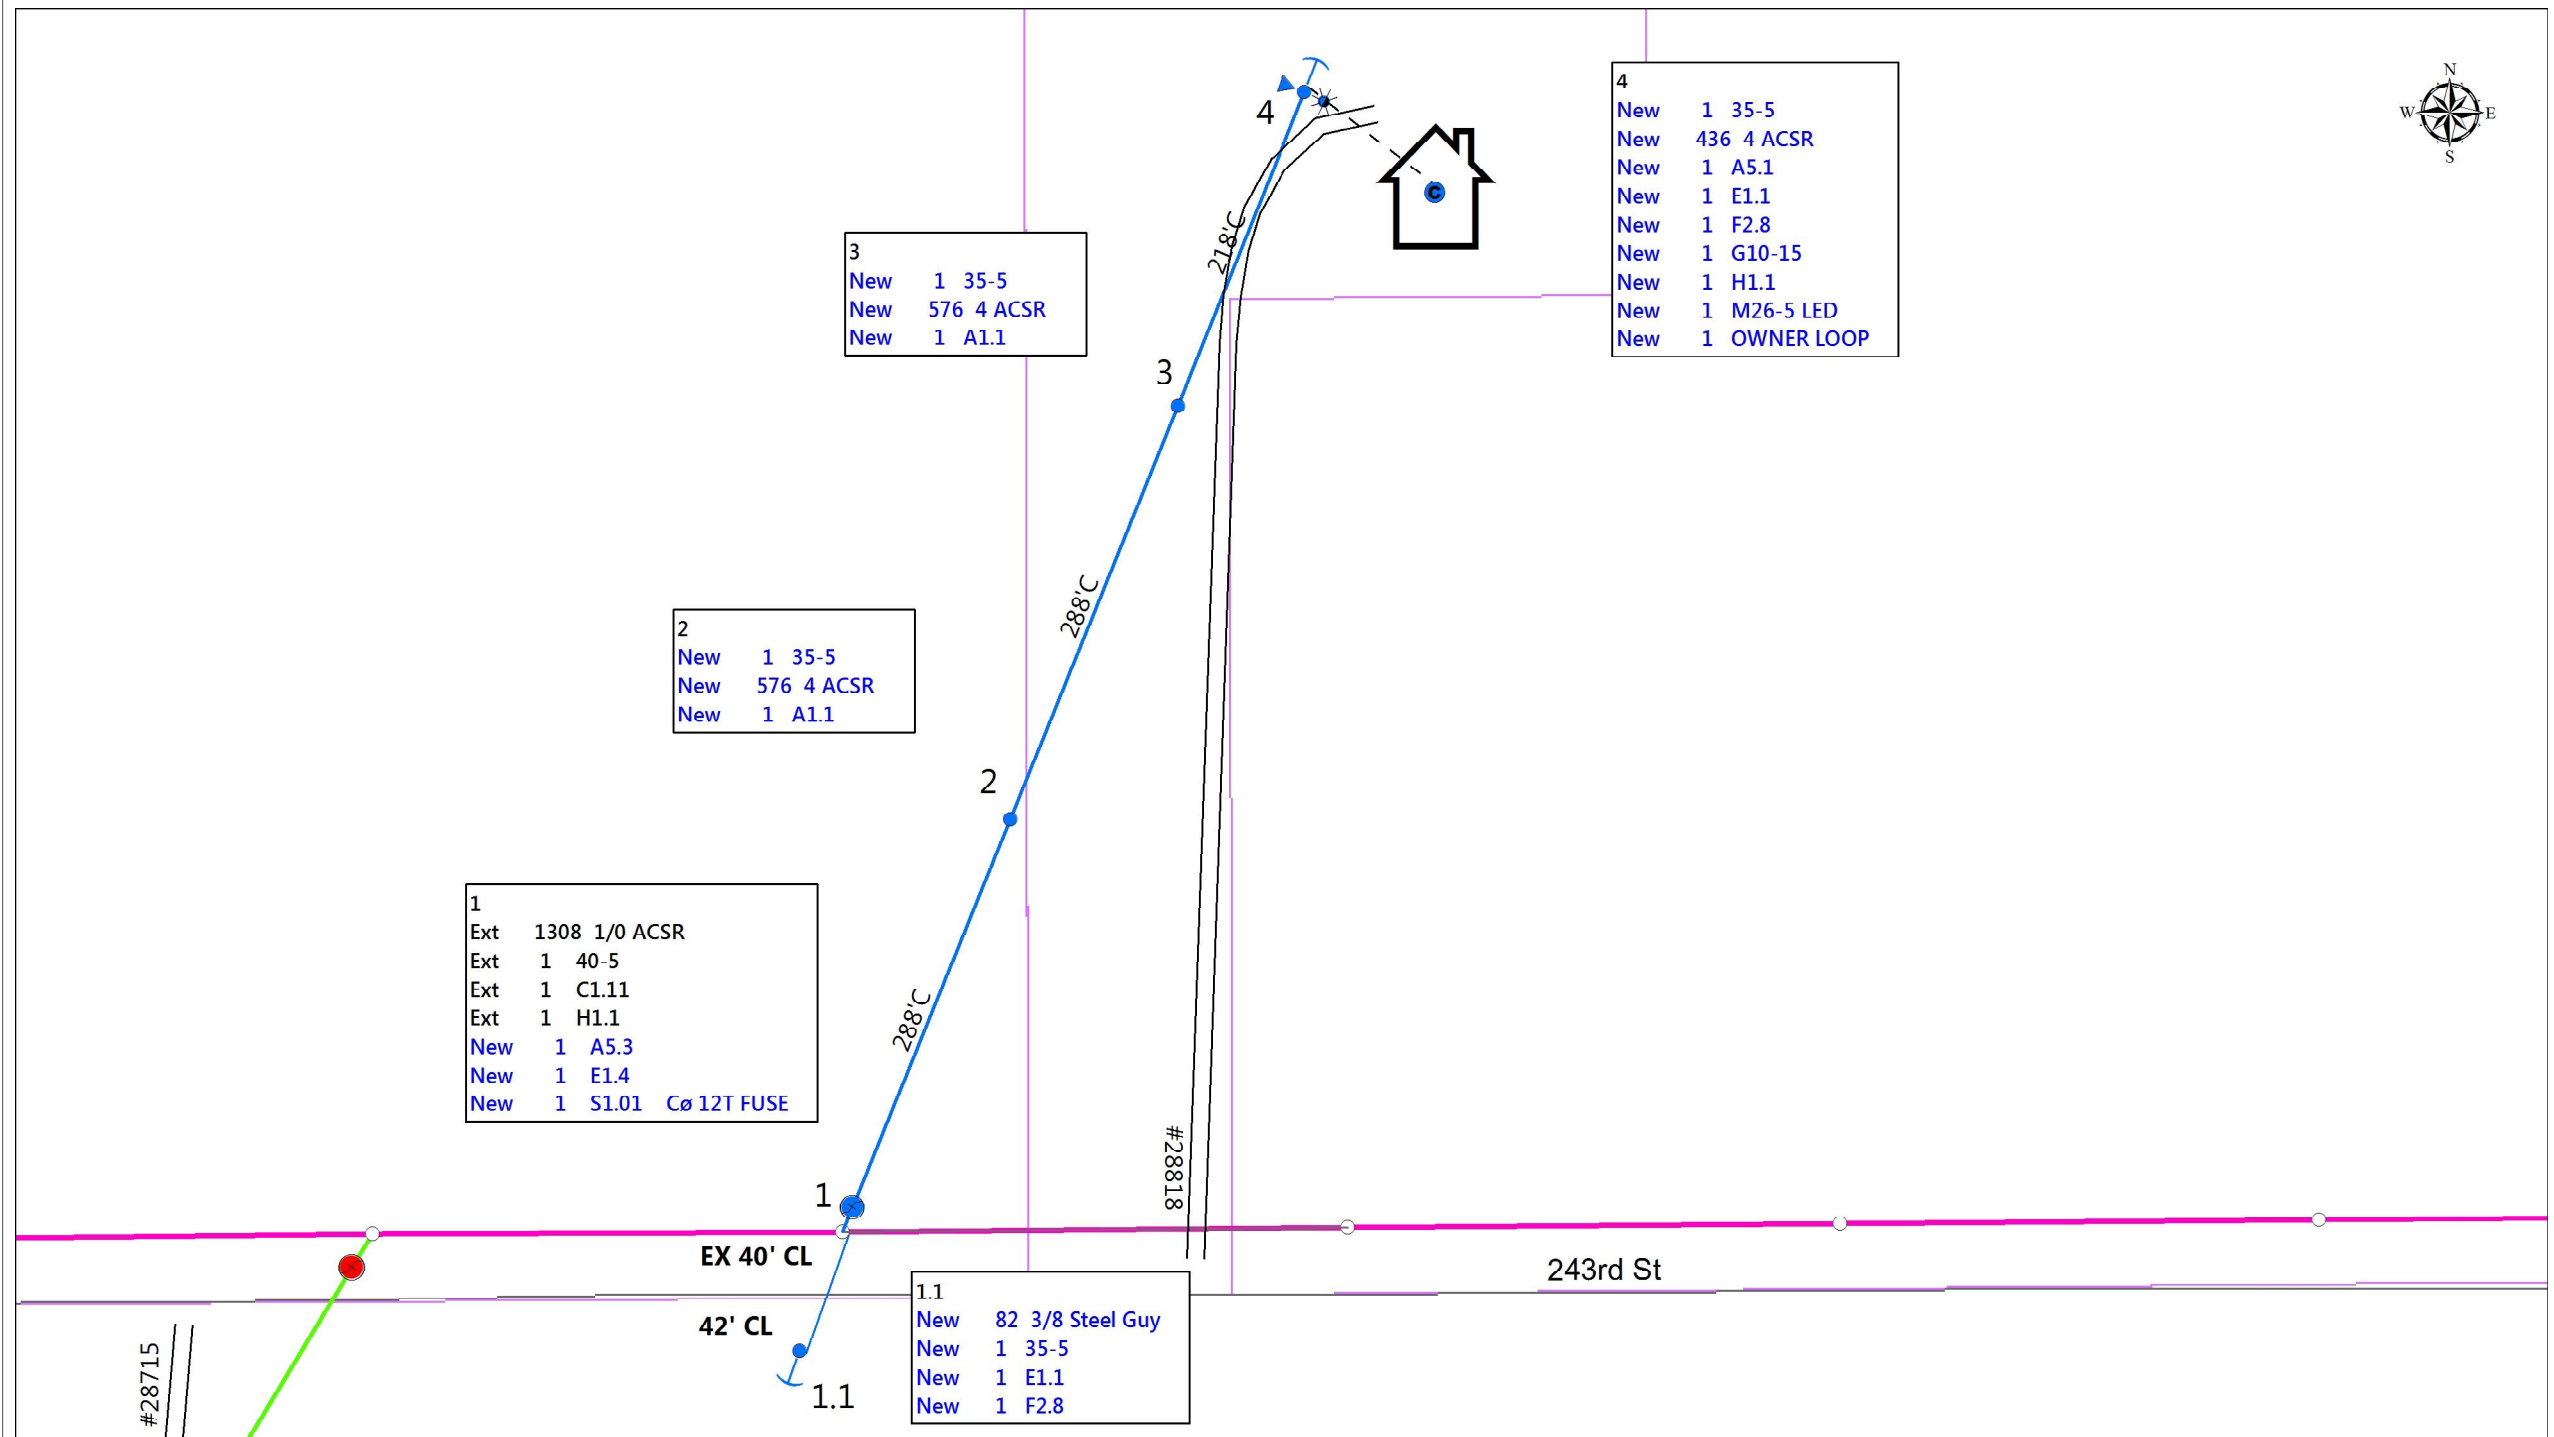 N
W E
S
4
New 1 35-5
New 436 4 ACSR
New 1 A5.1
New 1 E1.1
New 1 F2.8
New 1 G10-15
New 1 H1.1
New 1 M26-5 LED
New 1 OWNER LOOP
4
C
218'C
3
New 1 35-5
New 576 4 ACSR
New 1 A1.1
3
288'C
2
New 1 35-5
New 576 4 ACSR
New 1 A1.1
2
288'C
1
Ext 1308 1/0 ACSR
Ext 1 40-5
Ext 1 C1.11
Ext 1 H1.1
New 1 A5.3
New 1 E1.4
New 1 S1.01 Cø 12T FUSE
1
#28818
EX 40' CL
243rd St
42' CL
1.1
1.1
New 82 3/8 Steel Guy
New 1 35-5
New 1 E1.1
New 1 F2.8
#28715